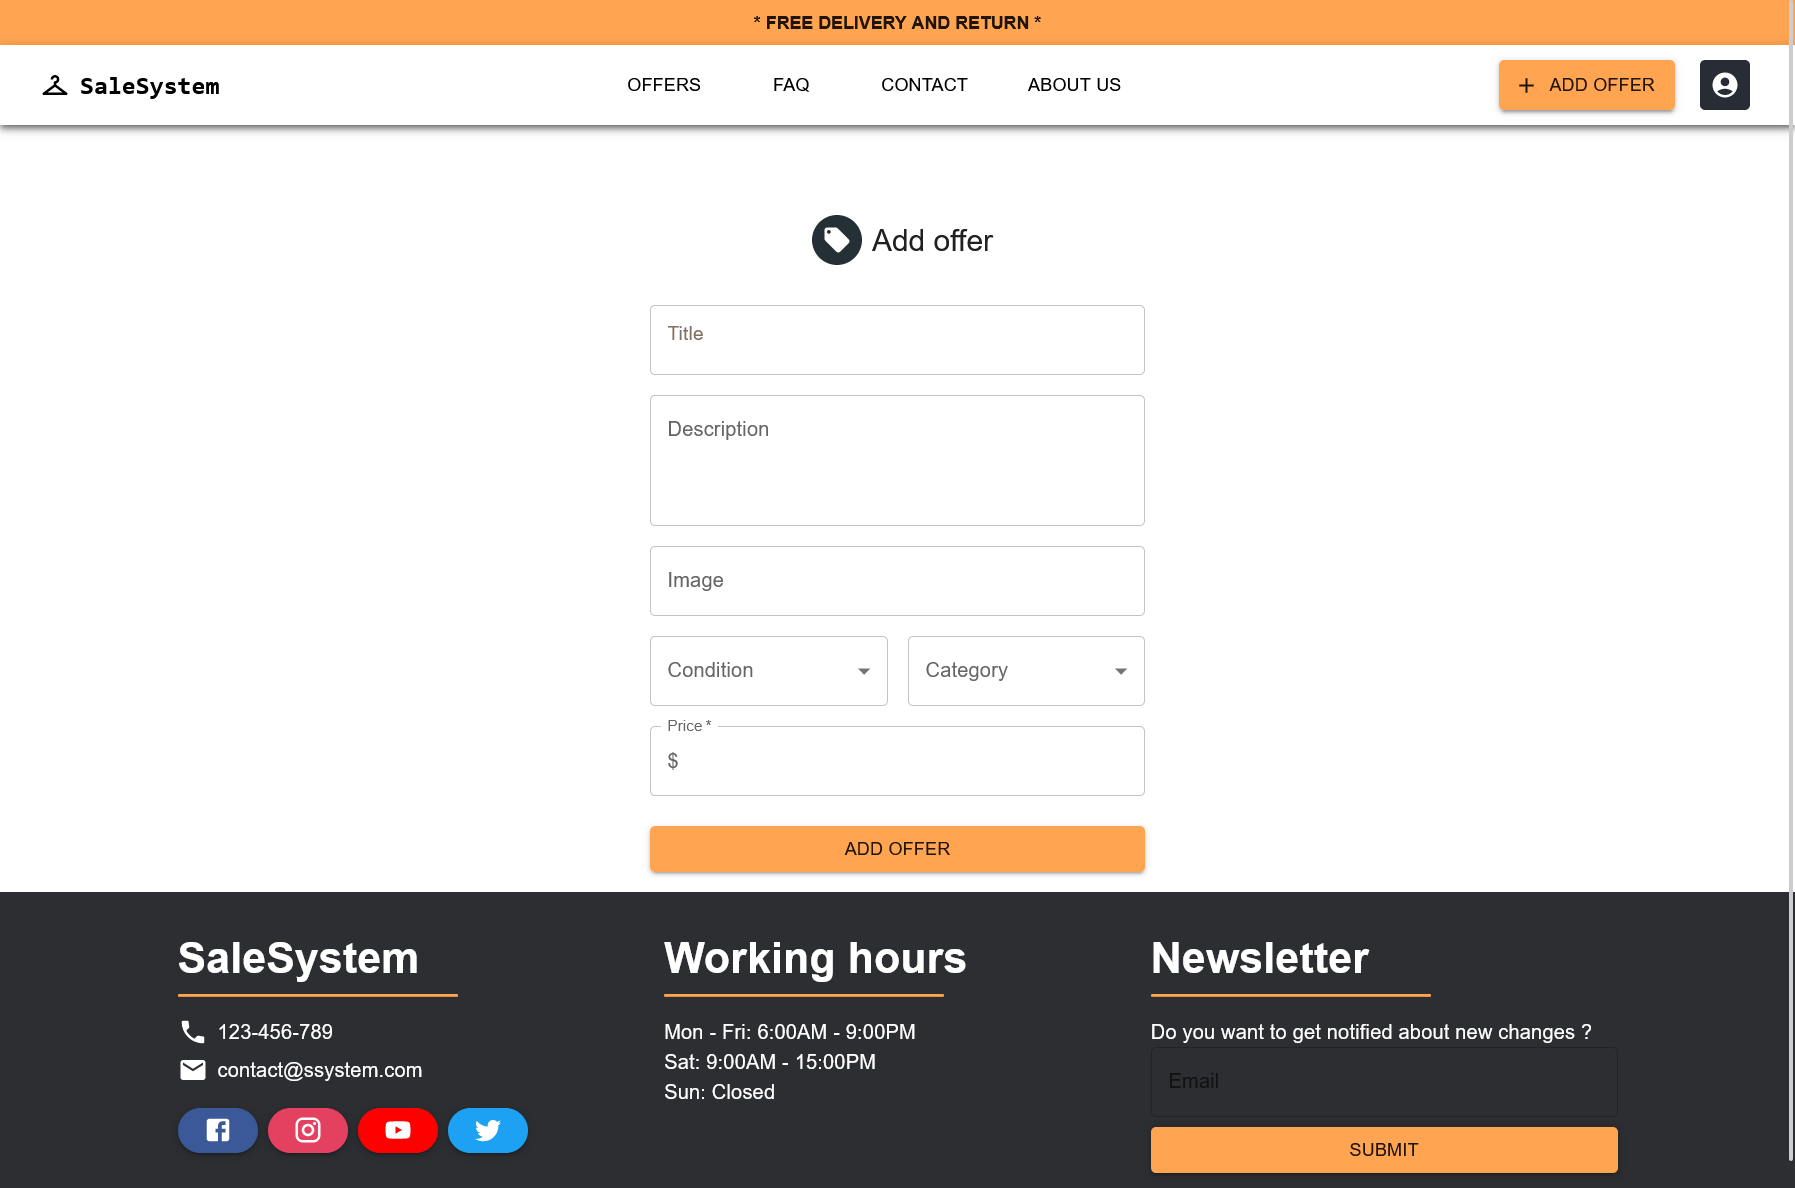 * FREE DELIVERY AND RETURN *
SaleSystem
OFFERS
FAQ
CONTACT
ABOUT US
ADD OFFER
Add offer
Title
Description
Image
Condition
Category
Price *
$
ADD OFFER
SaleSystem
123-456-789
contact@ssystem.com
Working hours
Mon - Fri: 6:00AM - 9:00PM
Sat: 9:00AM - 15:00PM
Sun: Closed
Newsletter
Do you want to get notified about new changes ?
Email
SUBMIT